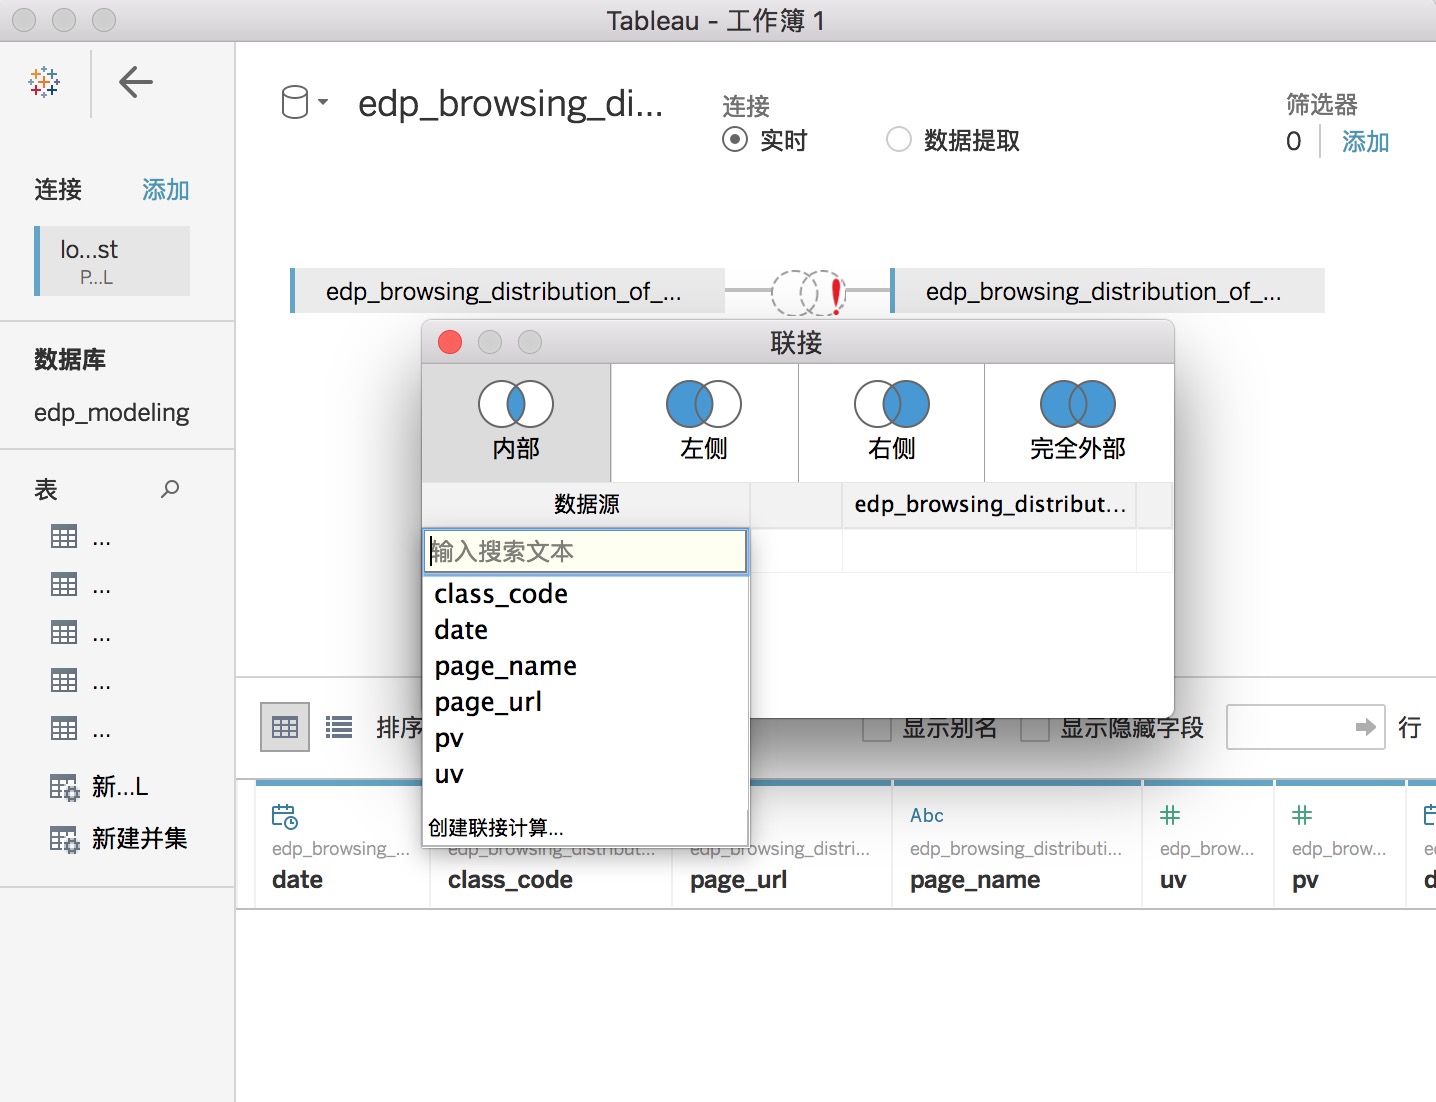 Tableau - 工作簿 1
edp_browsing_di...
连接
实时
数据提取
筛选器
0
添加
连接
添加
lo...st
P...L
数据库
edp_modeling
表
...
...
...
...
...
新...L
新建并集
edp_browsing_distribution_of_...
edp_browsing_distribution_of_...
联接
内部
左侧
右侧
完全外部
数据源
edp_browsing_distribut...
输入搜索文本
class_code
date
page_name
page_url
pv
uv
创建联接计算...
排序
显示别名
显示隐藏字段
行
Abc
edp_browsing_...
edp_browsing_distribut...
edp_browsing_distri...
edp_browsing_distributi...
edp_brow...
edp_brow...
date
class_code
page_url
page_name
uv
pv